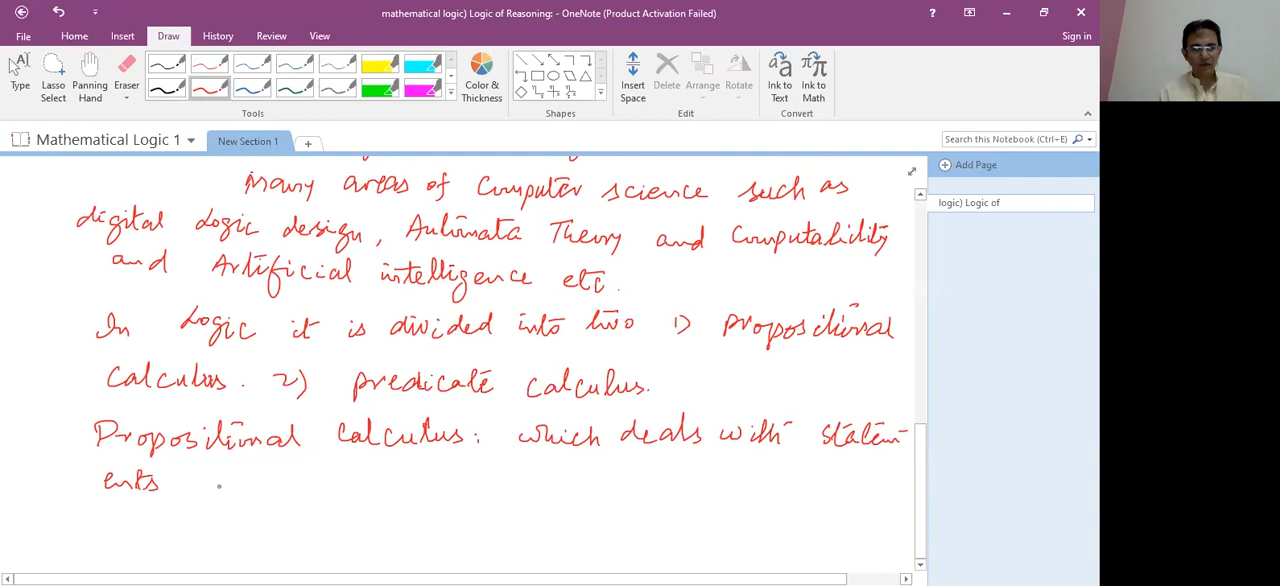 mathematical logic) Logic of Reasoning: - OneNote (Product Activation Failed)
File Home Insert Draw History Review View Sign in
Type Lasso Select Panning Hand Eraser Color & Thickness Insert Space Delete Arrange Rotate Ink to Text Ink to Math
Tools Shapes Edit Convert
Mathematical Logic 1 New Section 1 Search this Notebook (Ctrl+E)
Add Page
logic) Logic of
Many areas of Computer science such as
digital Logic design, Automata Theory and Computability
and Artificial intelligence etc.
In Logic it is divided into two 1) Propositional
Calculus. 2) predicate calculus.
Propositional Calculus: which deals with statem-
ents